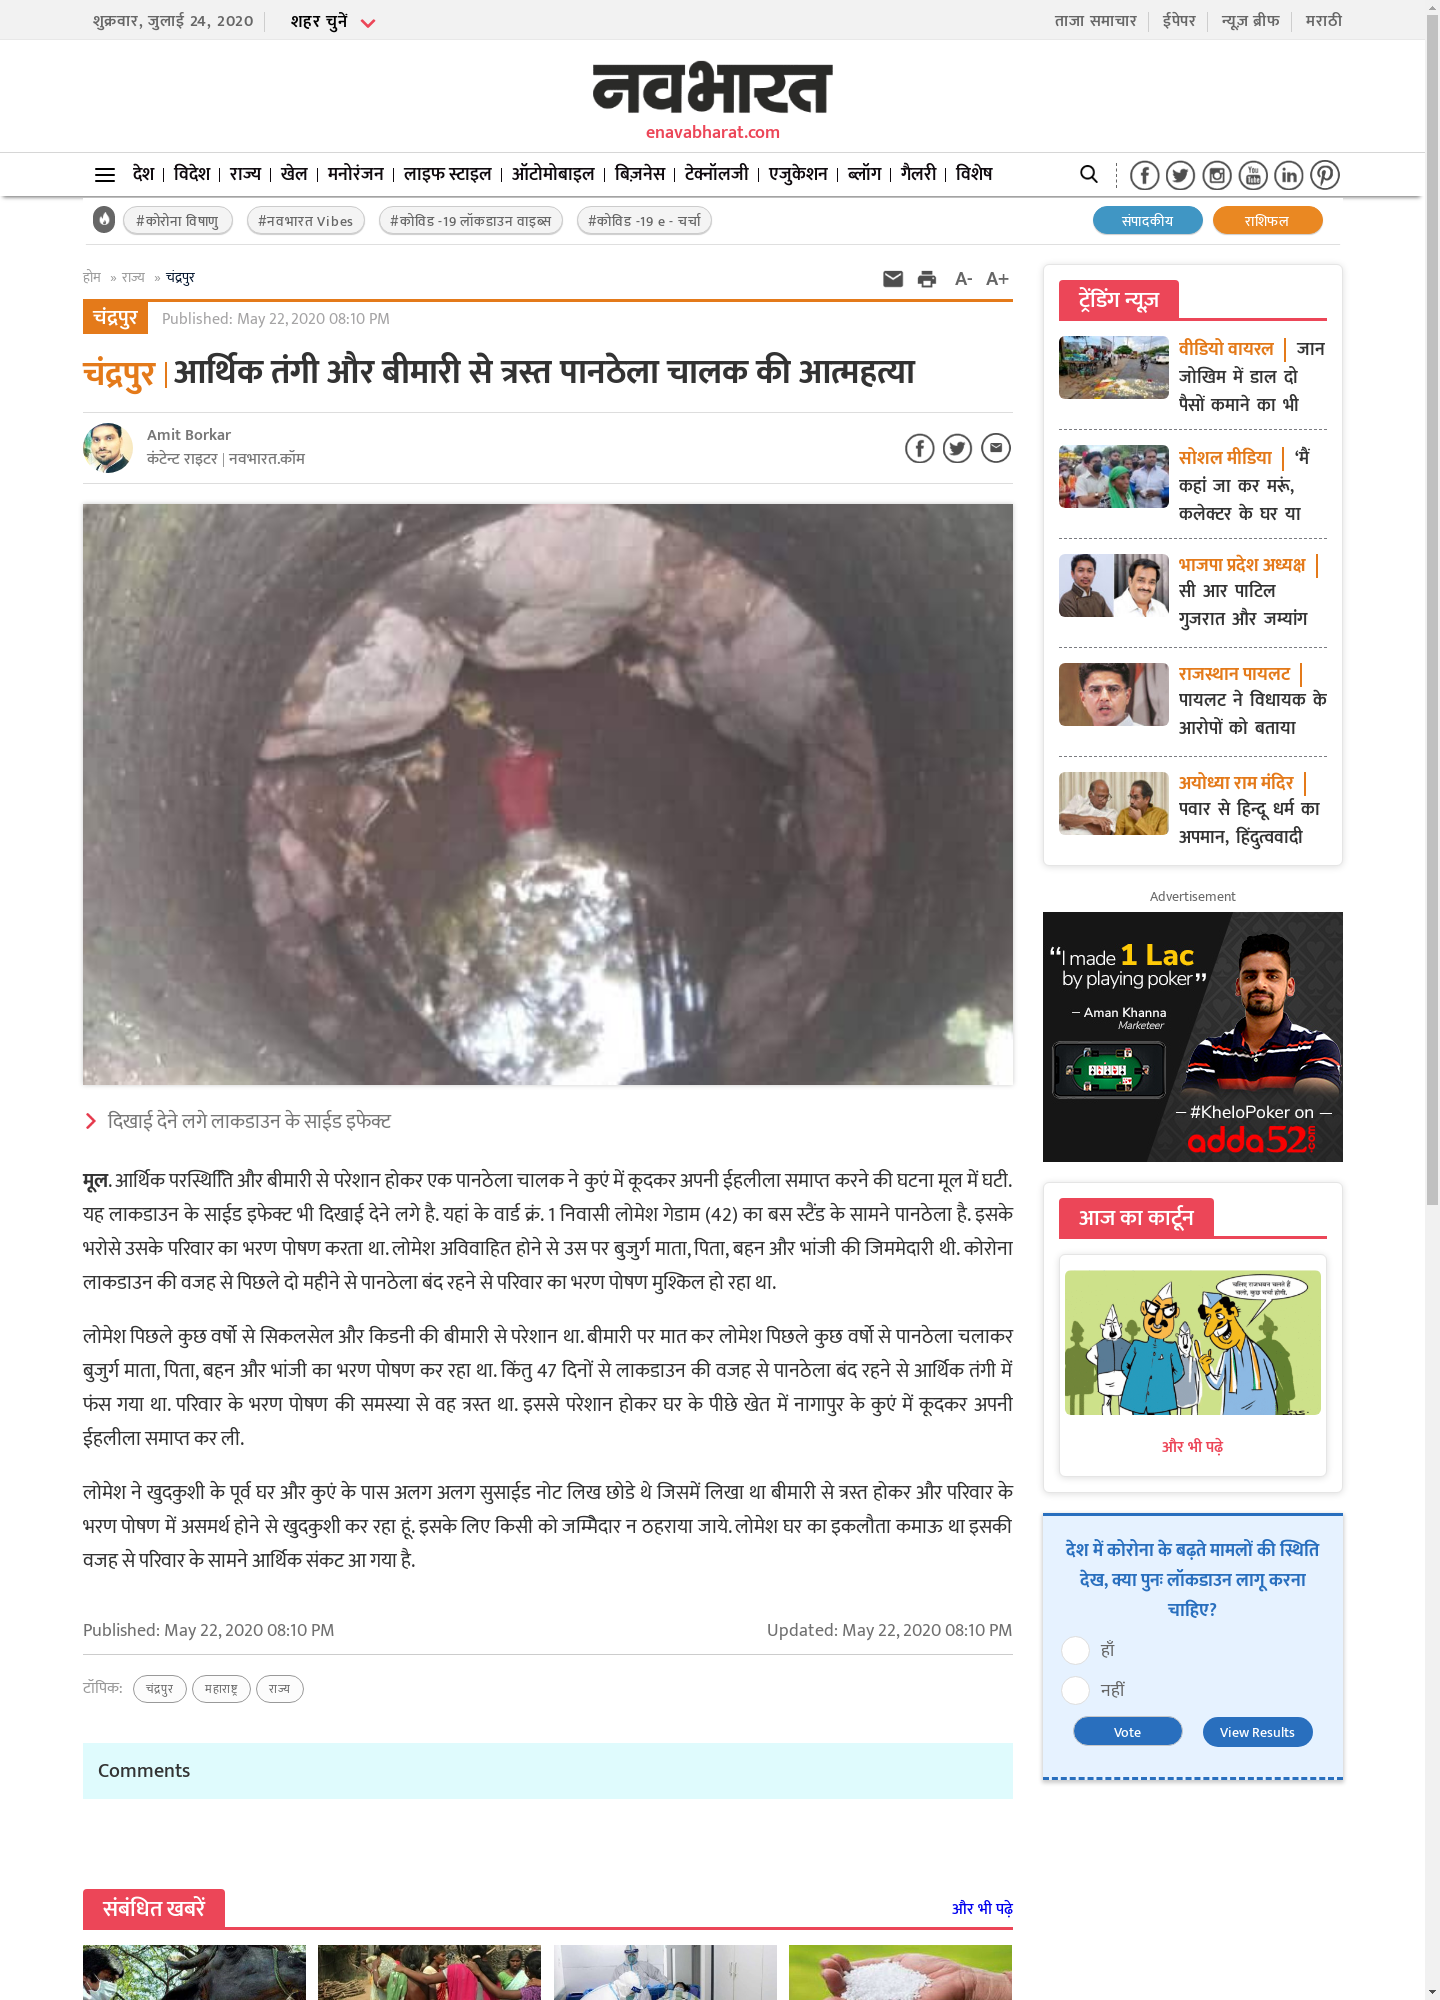 शुक्रवार, जुलाई 24, 2020
शहर चुनें
ताजा समाचार
ईपेपर
न्यूज़ ब्रीफ
मराठी
नवभारत
enavabharat.com
देश | विदेश | राज्य | खेल | मनोरंजन | लाइफ स्टाइल | ऑटोमोबाइल | बिज़नेस | टेक्नॉलजी | एजुकेशन | ब्लॉग | गैलरी | विशेष
#कोरोना विषाणु
#नवभारत Vibes
#कोविड -19 लॉकडाउन वाइब्स
#कोविड -19 e - चर्चा
संपादकीय
राशिफल
होम » राज्य » चंद्रपुर
A-
A+
चंद्रपुर
Published: May 22, 2020 08:10 PM
चंद्रपुर | आर्थिक तंगी और बीमारी से त्रस्त पानठेला चालक की आत्महत्या
Amit Borkar
कंटेन्ट राइटर | नवभारत.कॉम
दिखाई देने लगे लाकडाउन के साईड इफेक्ट
मूल. आर्थिक परस्थितिि और बीमारी से परेशान होकर एक पानठेला चालक ने कुएं में कूदकर अपनी ईहलीला समाप्त करने की घटना मूल में घटी.
यह लाकडाउन के साईड इफेक्ट भी दिखाई देने लगे है. यहां के वार्ड क्रं. 1 निवासी लोमेश गेडाम (42) का बस स्टैंड के सामने पानठेला है. इसके
भरोसे उसके परिवार का भरण पोषण करता था. लोमेश अविवाहित होने से उस पर बुजुर्ग माता, पिता, बहन और भांजी की जिममेदारी थी. कोरोना
लाकडाउन की वजह से पिछले दो महीने से पानठेला बंद रहने से परिवार का भरण पोषण मुश्किल हो रहा था.
लोमेश पिछले कुछ वर्षो से सिकलसेल और किडनी की बीमारी से परेशान था. बीमारी पर मात कर लोमेश पिछले कुछ वर्षो से पानठेला चलाकर
बुजुर्ग माता, पिता, बहन और भांजी का भरण पोषण कर रहा था. किंतु 47 दिनों से लाकडाउन की वजह से पानठेला बंद रहने से आर्थिक तंगी में
फंस गया था. परिवार के भरण पोषण की समस्या से वह त्रस्त था. इससे परेशान होकर घर के पीछे खेत में नागापुर के कुएं में कूदकर अपनी
ईहलीला समाप्त कर ली.
लोमेश ने खुदकुशी के पूर्व घर और कुएं के पास अलग अलग सुसाईड नोट लिख छोडे थे जिसमें लिखा था बीमारी से त्रस्त होकर और परिवार के
भरण पोषण में असमर्थ होने से खुदकुशी कर रहा हूं. इसके लिए किसी को जम्मिेदार न ठहराया जाये. लोमेश घर का इकलौता कमाऊ था इसकी
वजह से परिवार के सामने आर्थिक संकट आ गया है.
Published: May 22, 2020 08:10 PM
Updated: May 22, 2020 08:10 PM
टॉपिक:
चंद्रपुर
महाराष्ट्र
राज्य
Comments
संबंधित खबरें
और भी पढ़े
ट्रेंडिंग न्यूज़
वीडियो वायरल | जान
जोखिम में डाल दो
पैसों कमाने का भी
सोशल मीडिया | ‘मैं
कहां जा कर मरूं,
कलेक्टर के घर या
भाजपा प्रदेश अध्यक्ष |
सी आर पाटिल
गुजरात और जम्यांग
राजस्थान पायलट |
पायलट ने विधायक के
आरोपों को बताया
अयोध्या राम मंदिर |
पवार से हिन्दू धर्म का
अपमान, हिंदुत्ववादी
Advertisement
“I made 1 Lac
by playing poker”
– Aman Khanna
Marketeer
– #KheloPoker on –
adda52.com
आज का कार्टून
चलिए राजभवन चलते हैं
चलो, कुछ चर्चा होगी.
और भी पढ़े
देश में कोरोना के बढ़ते मामलों की स्थिति
देख, क्या पुनः लॉकडाउन लागू करना
चाहिए?
हाँ
नहीं
Vote
View Results